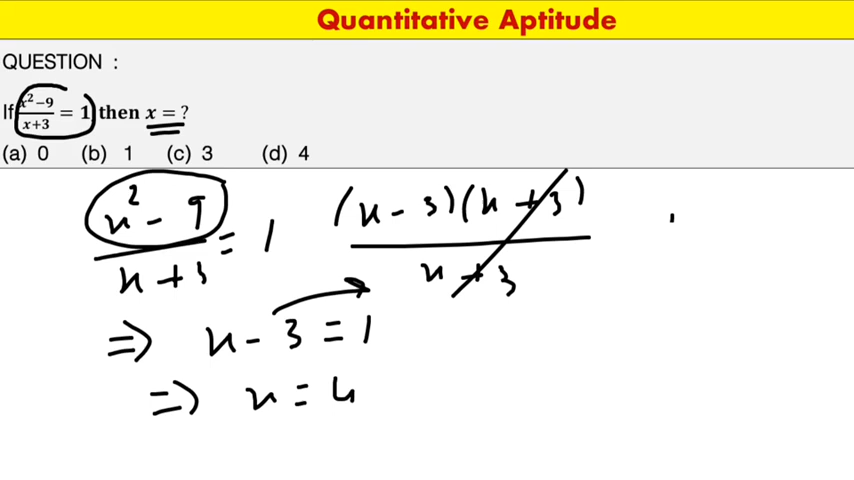 Quantitative Aptitude
QUESTION :
If (x²−9)/(x+3) = 1 then x = ?
(a) 0 (b) 1 (c) 3 (d) 4
x² - 9 / x + 3 = 1 (x - 3)(x + 3) / x + 3
⇒ x - 3 = 1
⇒ x = 4